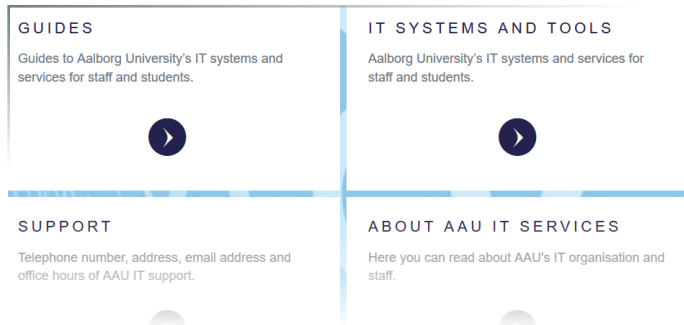 GUIDES
Guides to Aalborg University's IT systems and
services for staff and students.
IT SYSTEMS AND TOOLS
Aalborg University's IT systems and services for
staff and students.
SUPPORT
Telephone number, address, email address and
office hours of AAU IT support.
ABOUT AAU IT SERVICES
Here you can read about AAU's IT organisation and
staff.